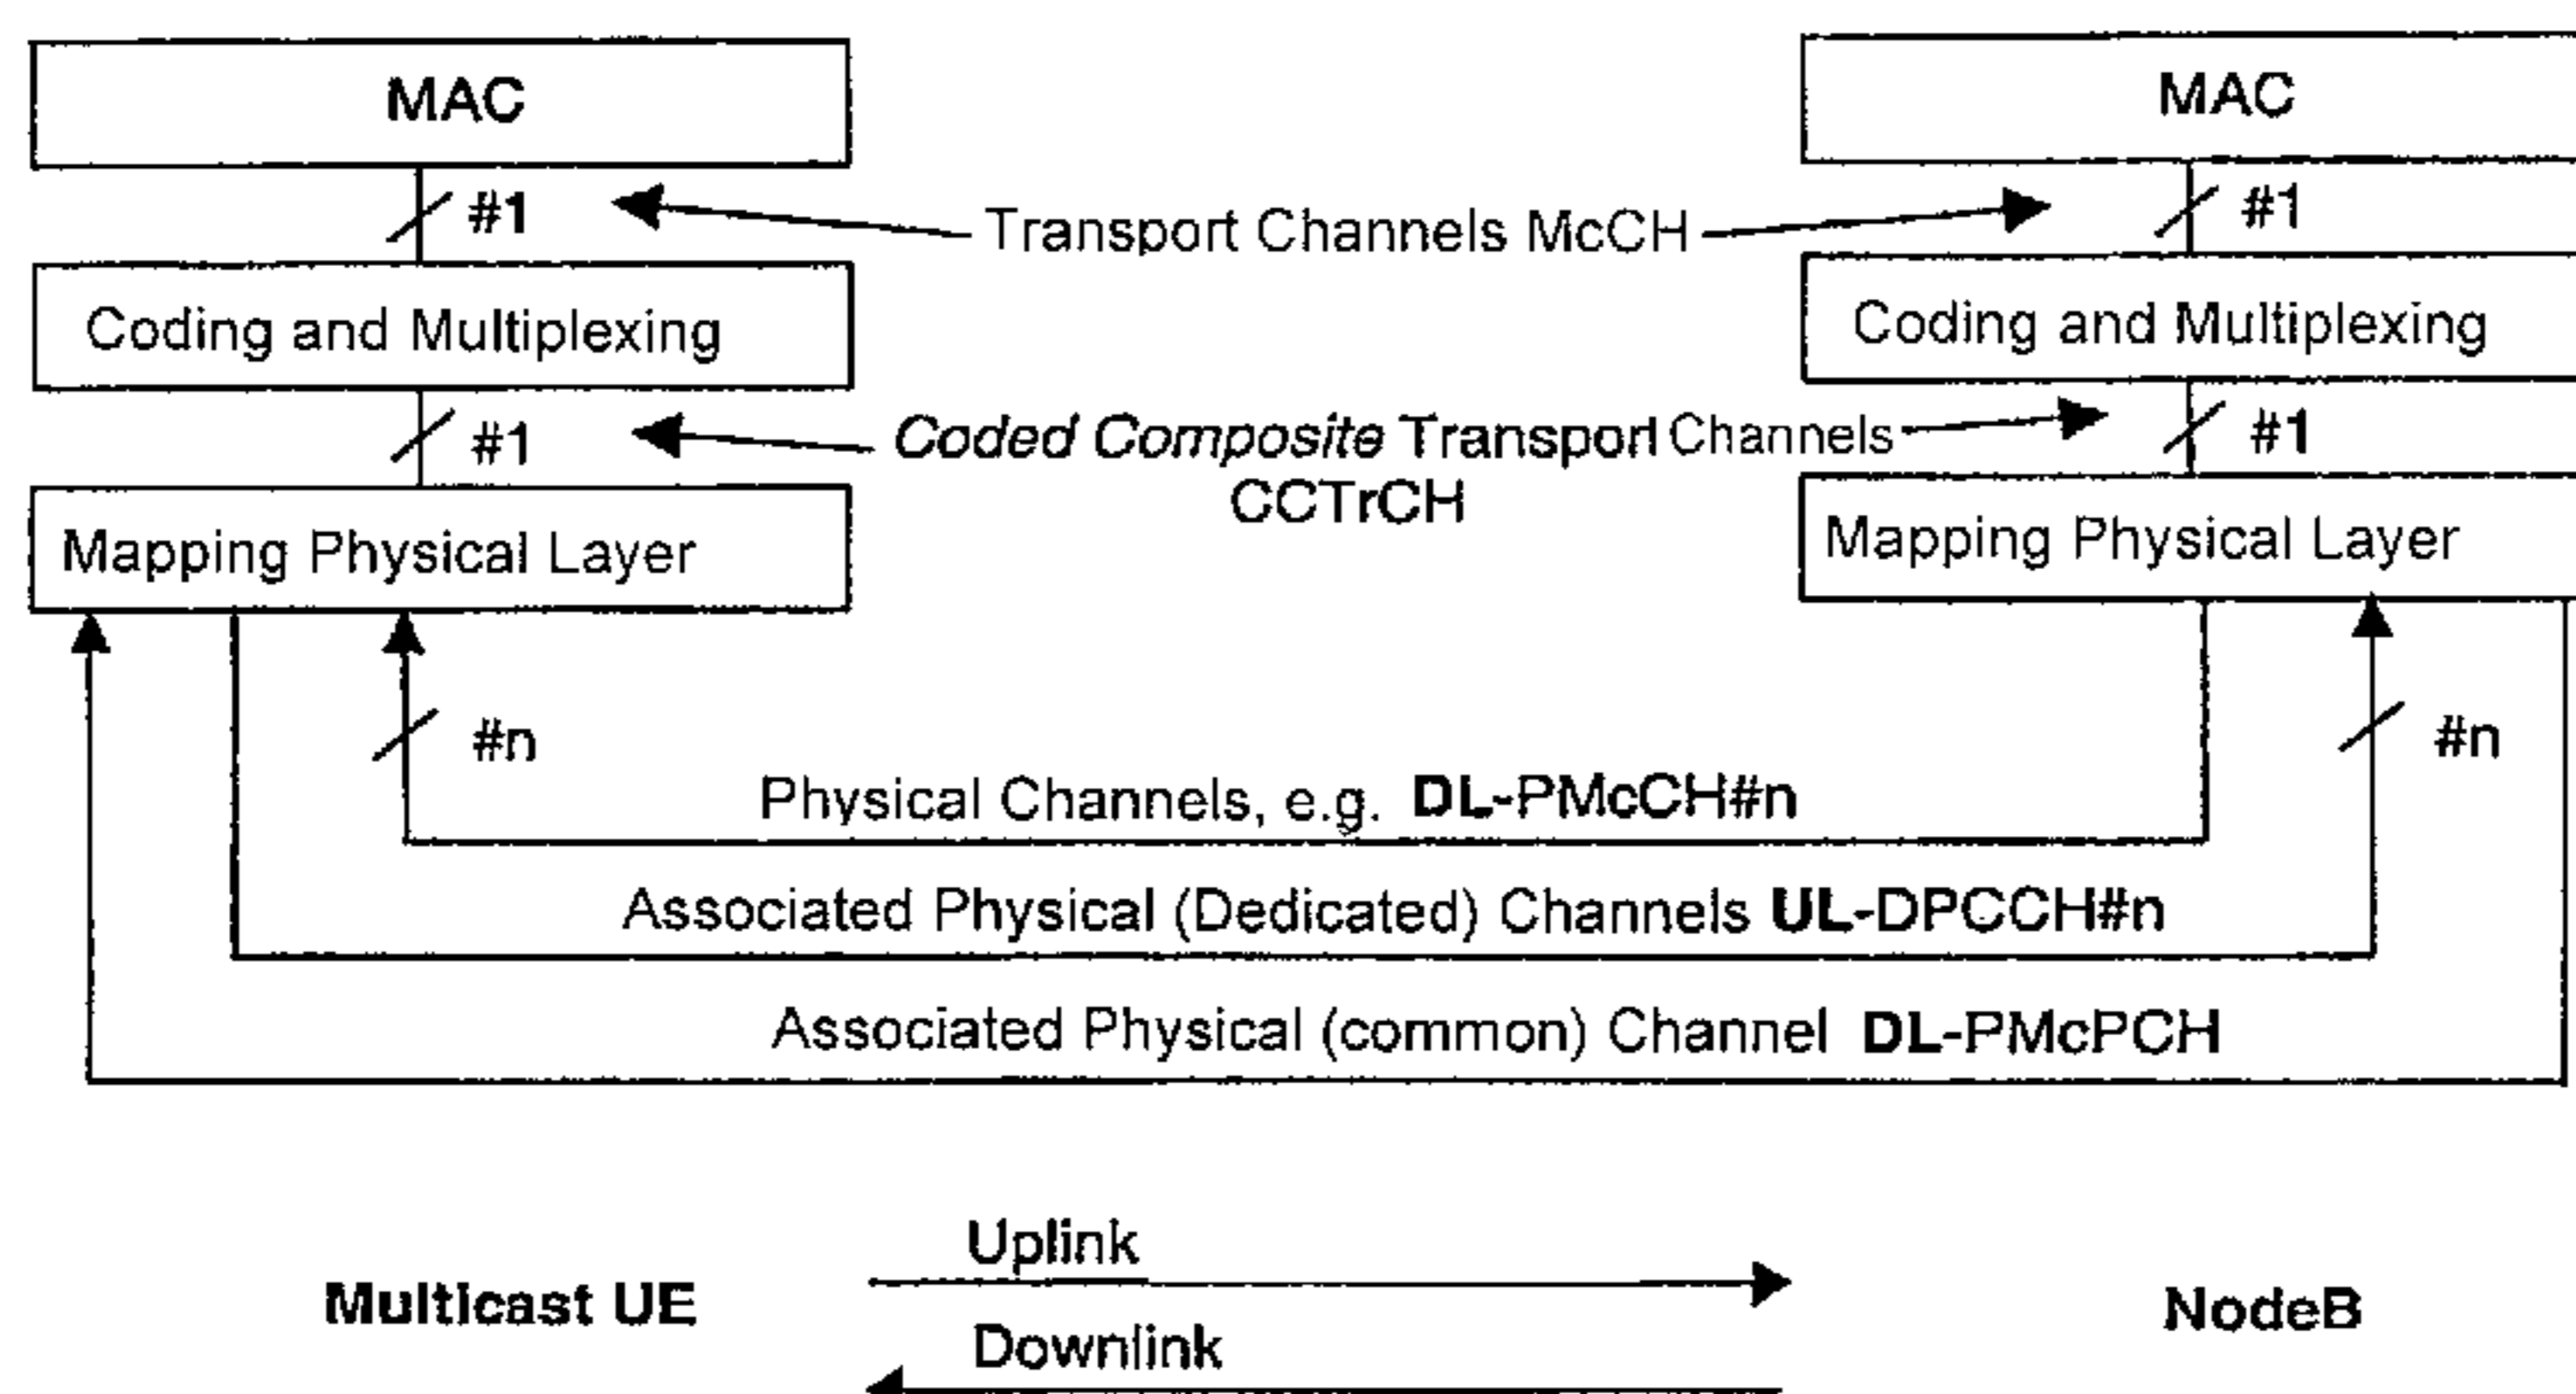 MAC
MAC
#1
Transport Channels McCH
#1
Coding and Multiplexing
Coding and Multiplexing
#1
Coded Composite Transport Channels
#1
CCTrCH
Mapping Physical Layer
Mapping Physical Layer
#n
#n
Physical Channels, e.g. DL-PMcCH#n
Associated Physical (Dedicated) Channels UL-DPCCH#n
Associated Physical (common) Channel DL-PMcPCH
Uplink
Multicast UE
NodeB
Downlink